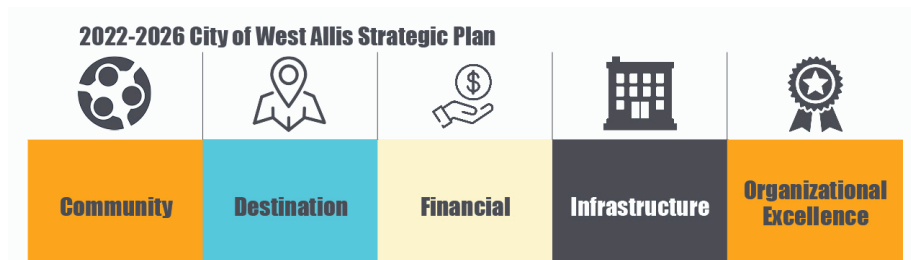 2022-2026 City of West Allis Strategic Plan
$
Community
Destination
Financial
Infrastructure
Organizational
Excellence